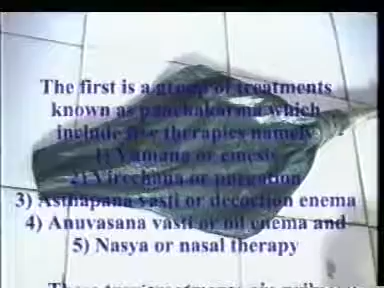 The first is a group of treatments
known as panchakarma which
include five therapies namely
1) Vamana or emesis
2) Virechana or purgation
3) Asthapana vasti or decoction enema
4) Anuvasana vasti or oil enema and
5) Nasya or nasal therapy